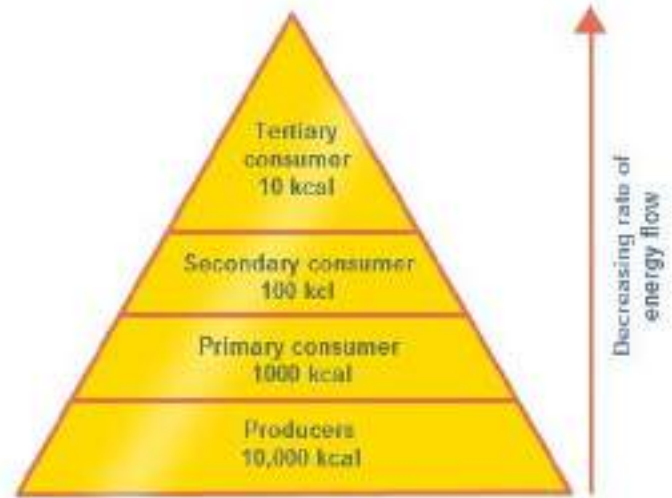 Tertiary
consumer
10 kcal
Secondary consumer
100 kcl
Primary consumer
1000 kcal
Producers
10,000 kcal
Decreasing rate of
energy flow